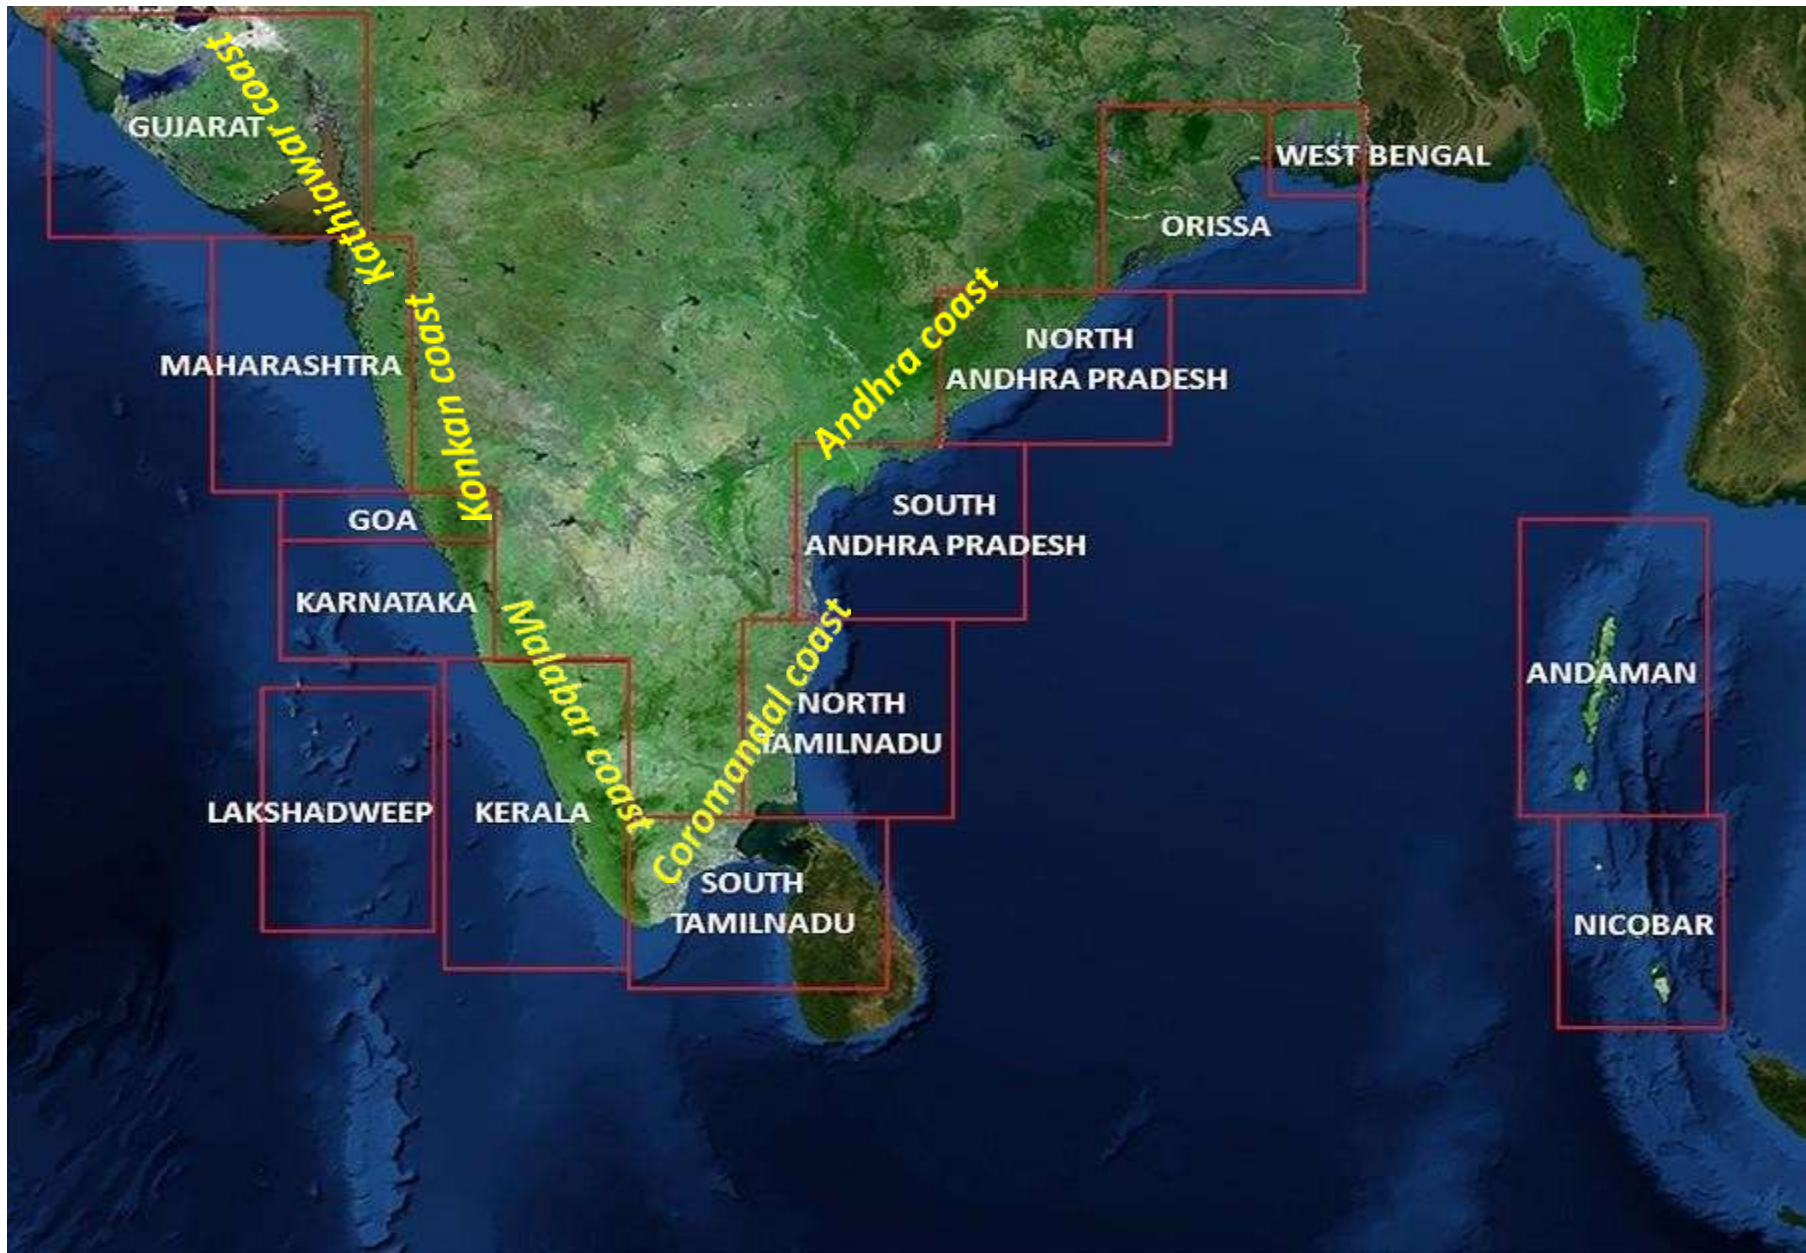 Kathiawar coast
GUJARAT
WEST BENGAL
ORISSA
Andhra coast
Konkan coast
MAHARASHTRA
NORTH
ANDHRA PRADESH
GOA
SOUTH
ANDHRA PRADESH
KARNATAKA
Malabar coast
Coromandal coast
NORTH
TAMILNADU
ANDAMAN
LAKSHADWEEP
KERALA
SOUTH
TAMILNADU
NICOBAR